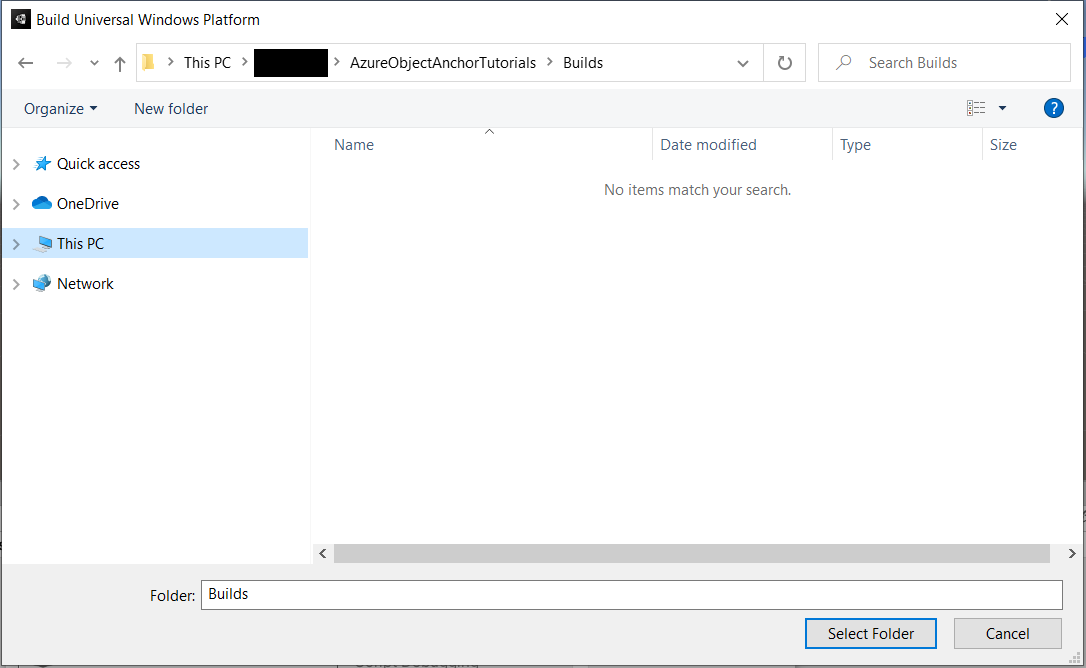 Build Universal Windows Platform
This PC AzureObjectAnchorTutorials Builds Search Builds
Organize New folder ?
Name Date modified Type Size
No items match your search.
Quick access
OneDrive
This PC
Network
Folder: Builds
Select Folder Cancel